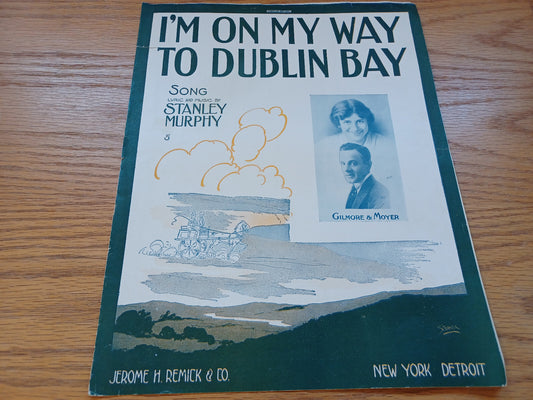 I'M ON MY WAY
TO DUBLIN BAY
SONG
LYRIC AND MUSIC BY
STANLEY
MURPHY
5
GILMORE & MOYER
JEROME H. REMICK & CO.
NEW YORK DETROIT